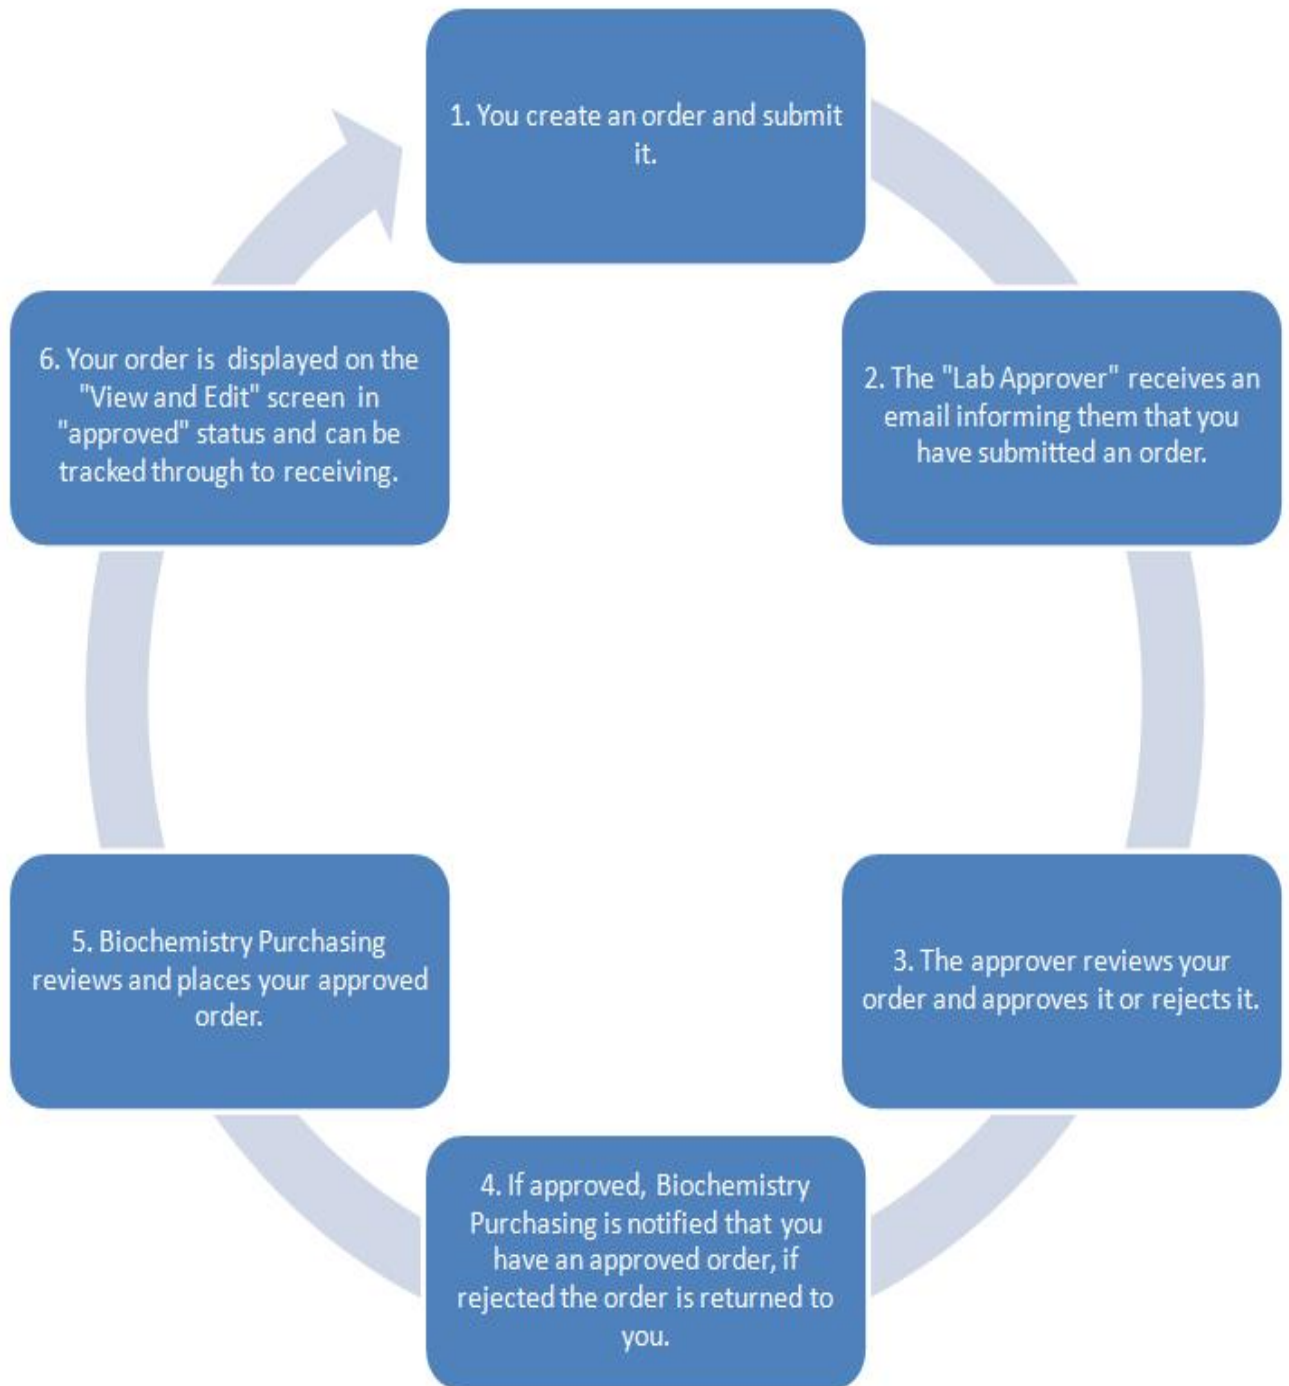 1. You create an order and submit
it.
2. The "Lab Approver" receives an
email informing them that you
have submitted an order.
3. The approver reviews your
order and approves it or rejects it.
4. If approved, Biochemistry
Purchasing is notified that you
have an approved order, if
rejected the order is returned to
you.
5. Biochemistry Purchasing
reviews and places your approved
order.
6. Your order is displayed on the
"View and Edit" screen in
"approved" status and can be
tracked through to receiving.